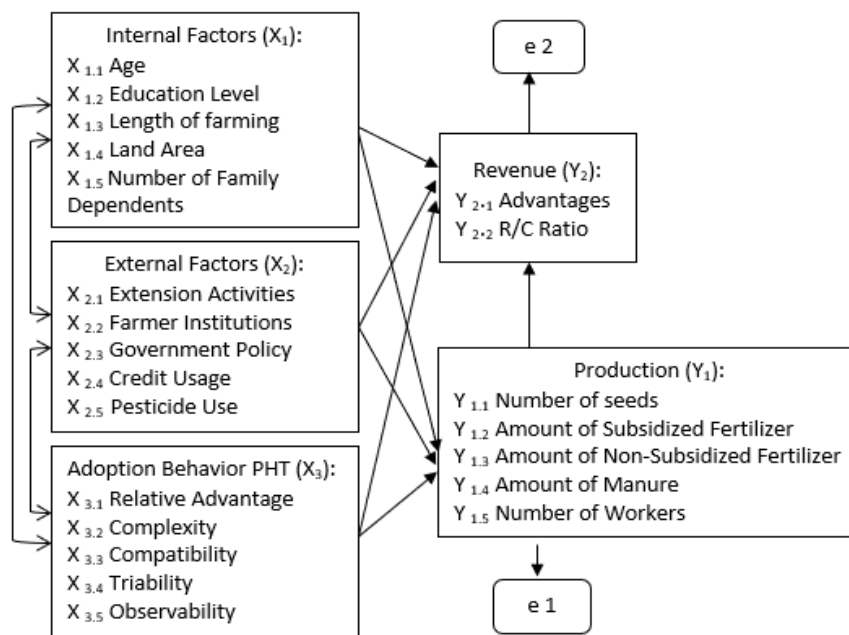 Internal Factors (X₁):
X 1.1 Age
X 1.2 Education Level
X 1.3 Length of farming
X 1.4 Land Area
X 1.5 Number of Family
Dependents
External Factors (X₂):
X 2.1 Extension Activities
X 2.2 Farmer Institutions
X 2.3 Government Policy
X 2.4 Credit Usage
X 2.5 Pesticide Use
Adoption Behavior PHT (X₃):
X 3.1 Relative Advantage
X 3.2 Complexity
X 3.3 Compatibility
X 3.4 Triability
X 3.5 Observability
e 2
Revenue (Y₂):
Y 2.1 Advantages
Y 2.2 R/C Ratio
Production (Y₁):
Y 1.1 Number of seeds
Y 1.2 Amount of Subsidized Fertilizer
Y 1.3 Amount of Non-Subsidized Fertilizer
Y 1.4 Amount of Manure
Y 1.5 Number of Workers
e 1